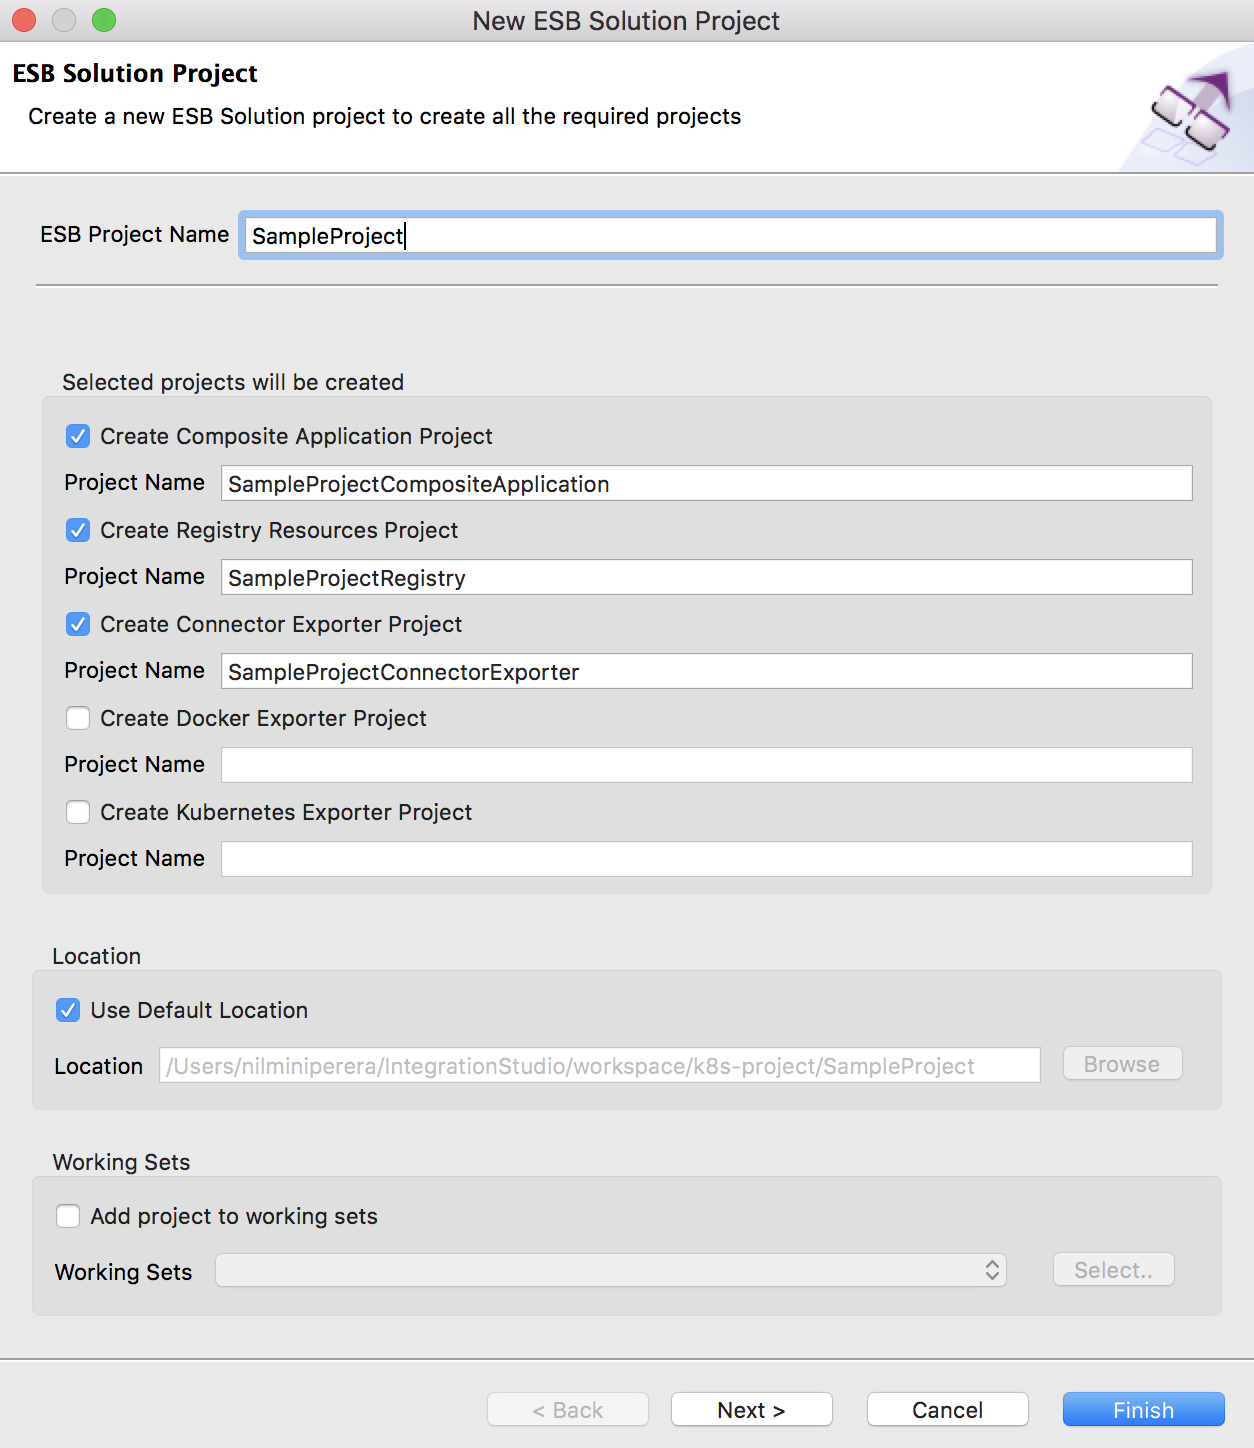 New ESB Solution Project
ESB Solution Project
Create a new ESB Solution project to create all the required projects
ESB Project Name SampleProject
Selected projects will be created
Create Composite Application Project
Project Name SampleProjectCompositeApplication
Create Registry Resources Project
Project Name SampleProjectRegistry
Create Connector Exporter Project
Project Name SampleProjectConnectorExporter
Create Docker Exporter Project
Project Name
Create Kubernetes Exporter Project
Project Name
Location
Use Default Location
Location /Users/nilminiperera/IntegrationStudio/workspace/k8s-project/SampleProject Browse
Working Sets
Add project to working sets
Working Sets Select..
< Back Next > Cancel Finish